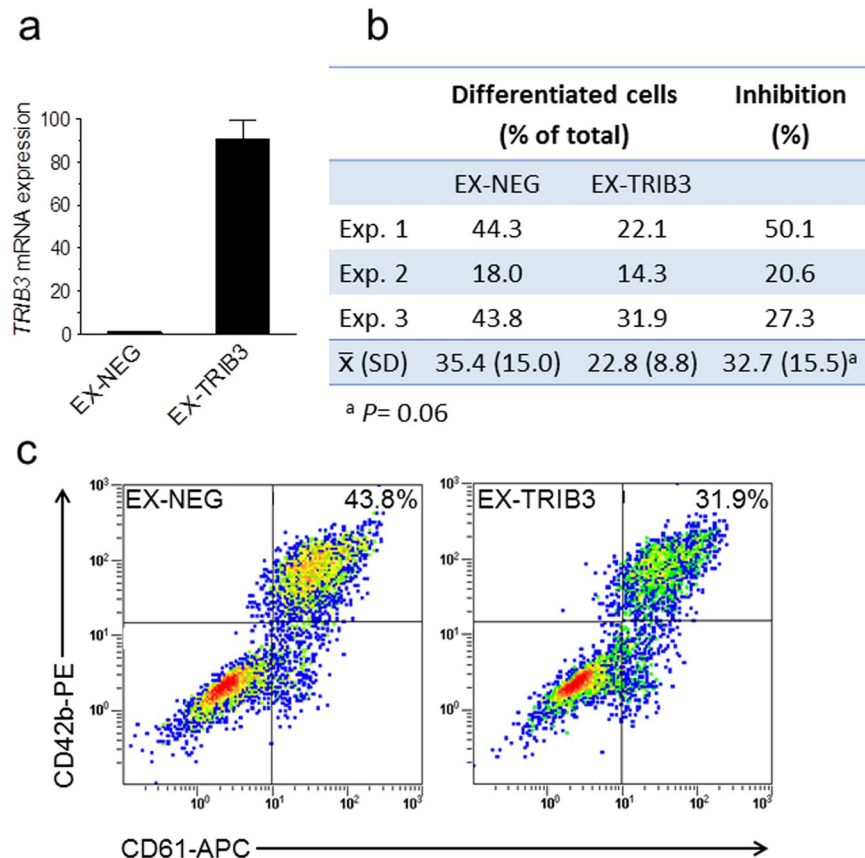 a
TRIB3 mRNA expression
100
80
60
40
20
0
EX-NEG
EX-TRIB3
b
Differentiated cells Inhibition
(% of total) (%)
EX-NEG EX-TRIB3
Exp. 1 44.3 22.1 50.1
Exp. 2 18.0 14.3 20.6
Exp. 3 43.8 31.9 27.3
x̅ (SD) 35.4 (15.0) 22.8 (8.8) 32.7 (15.5)ᵃ
ᵃ P= 0.06
c
CD42b-PE
EX-NEG 43.8%
10³
10²
10¹
10⁰
10⁰ 10¹ 10² 10³
EX-TRIB3 31.9%
10³
10²
10¹
10⁰
10⁰ 10¹ 10² 10³
CD61-APC